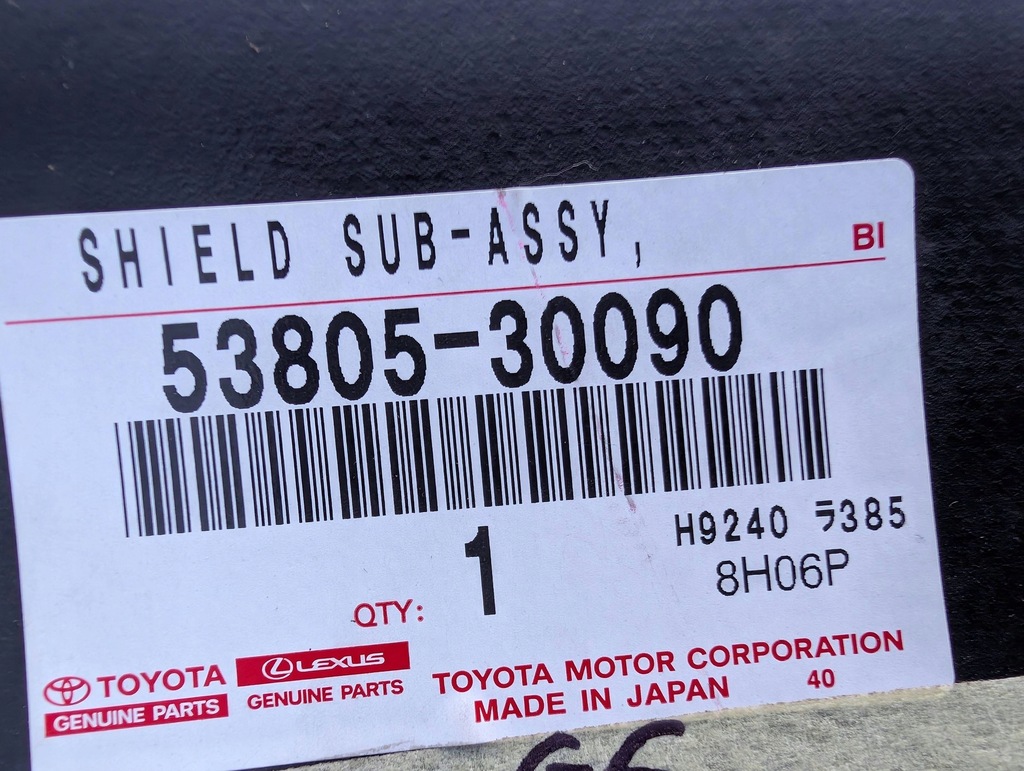 SHIELD SUB-ASSY,
BI
53805-30090
1
H9240 ラ385
8H06P
QTY:
TOYOTA
GENUINE PARTS
LEXUS
GENUINE PARTS
TOYOTA MOTOR CORPORATION
MADE IN JAPAN 40